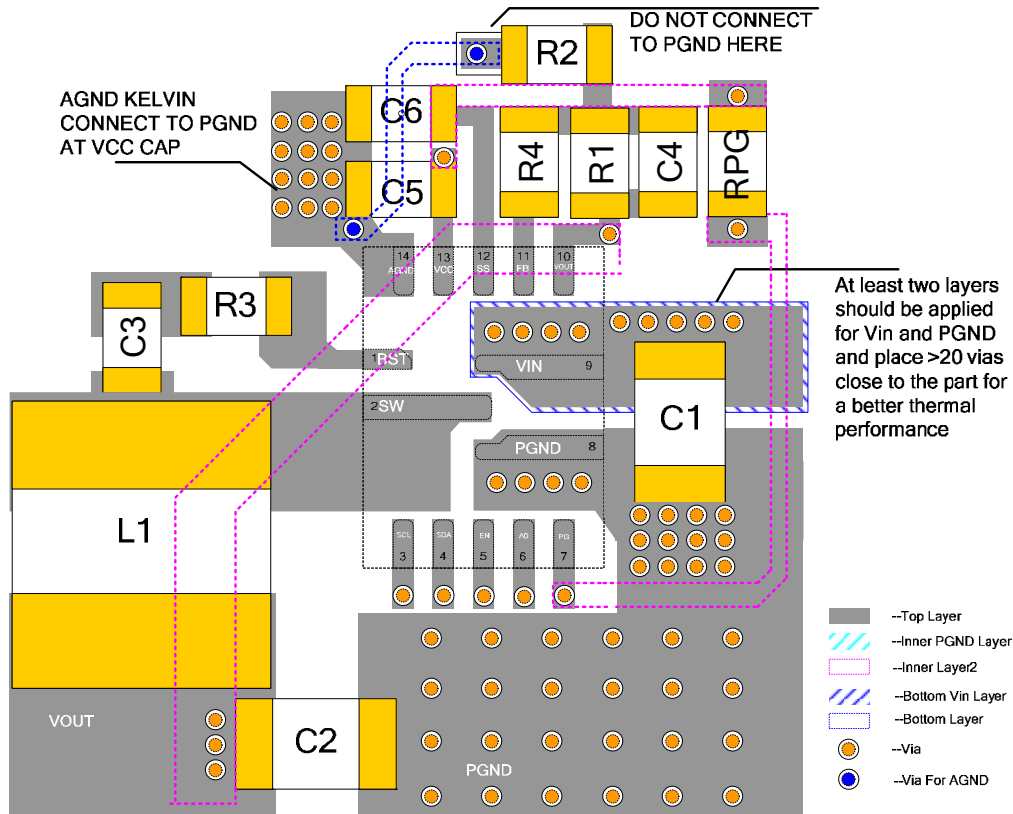 DO NOT CONNECT
TO PGND HERE
R2
AGND KELVIN
CONNECT TO PGND
AT VCC CAP
C6
C5
R4
R1
C4
RPG
14
AGND
13
VCC
12
SS
11
FB
10
VOUT
At least two layers
should be applied
for Vin and PGND
and place >20 vias
close to the part for
a better thermal
performance
R3
C3
1
RST
VIN
9
2
SW
C1
PGND
8
L1
SCL
3
SDA
4
EN
5
A0
6
PG
7
--Top Layer
--Inner PGND Layer
--Inner Layer2
--Bottom Vin Layer
--Bottom Layer
--Via
--Via For AGND
VOUT
C2
PGND